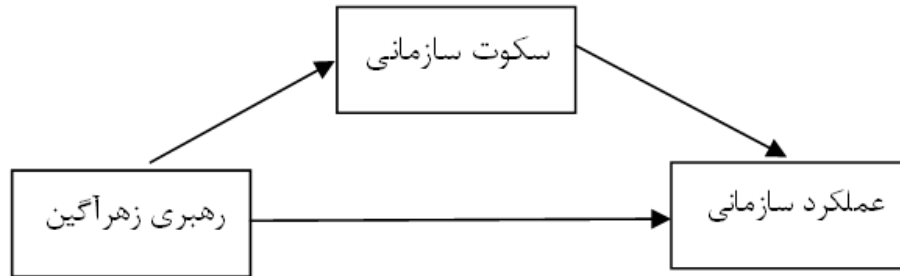 سکوت سازمانی
رهبری زهرآگین
عملکرد سازمانی